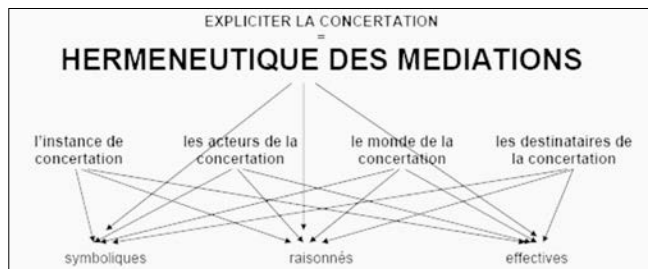 EXPLICITER LA CONCERTATION
=
HERMENEUTIQUE DES MEDIATIONS
l'instance de les acteurs de la le monde de la les destinataires de
concertation concertation concertation la concertation
symboliques raisonnés effectives